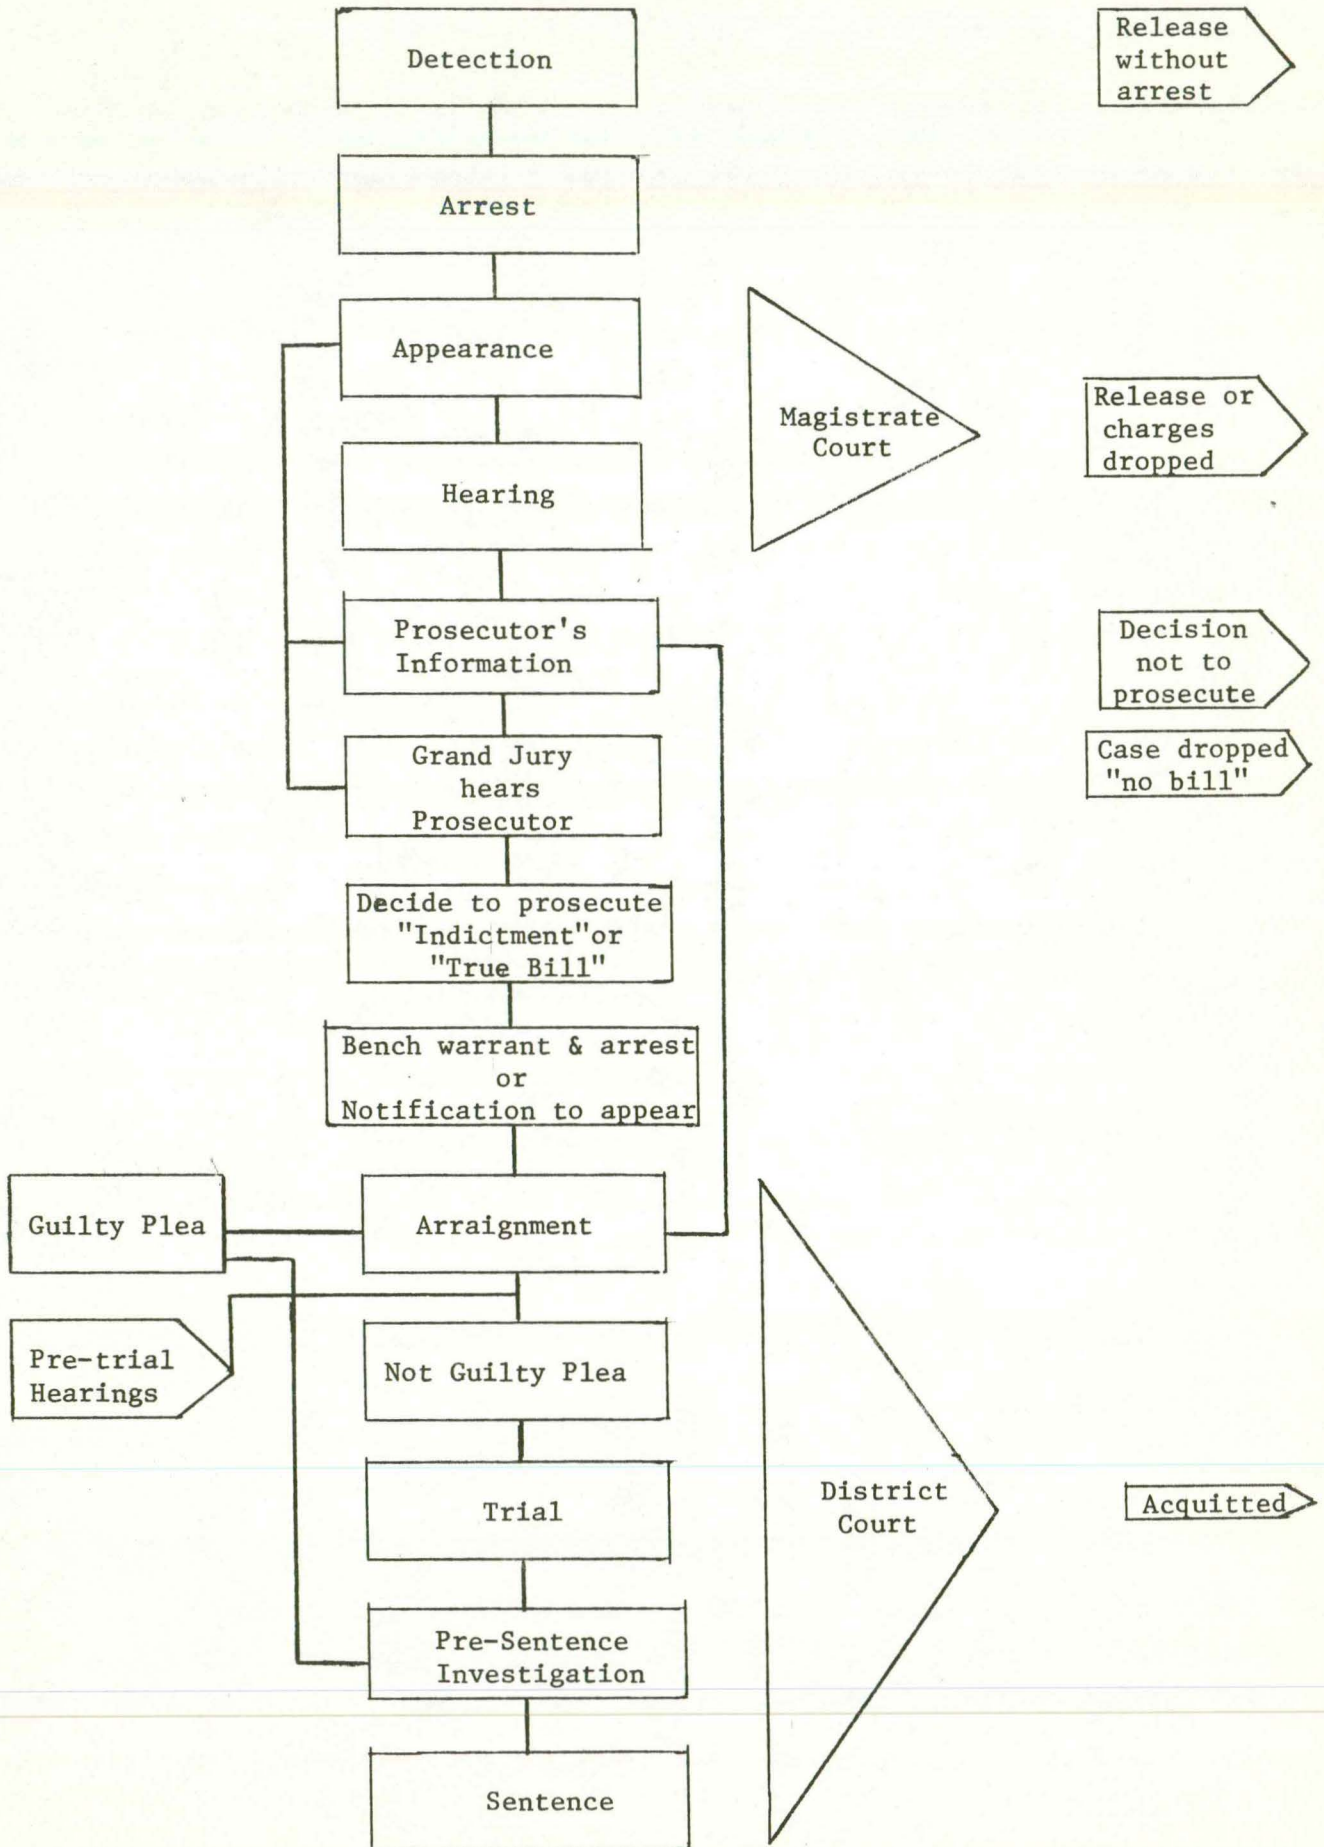 Detection
Release
without
arrest
Arrest
Appearance
Magistrate
Court
Release or
charges
dropped
Hearing
Prosecutor's
Information
Decision
not to
prosecute
Grand Jury
hears
Prosecutor
Case dropped
"no bill"
Decide to prosecute
"Indictment"or
"True Bill"
Bench warrant & arrest
or
Notification to appear
Guilty Plea
Arraignment
Pre-trial
Hearings
Not Guilty Plea
Trial
District
Court
Acquitted
Pre-Sentence
Investigation
Sentence